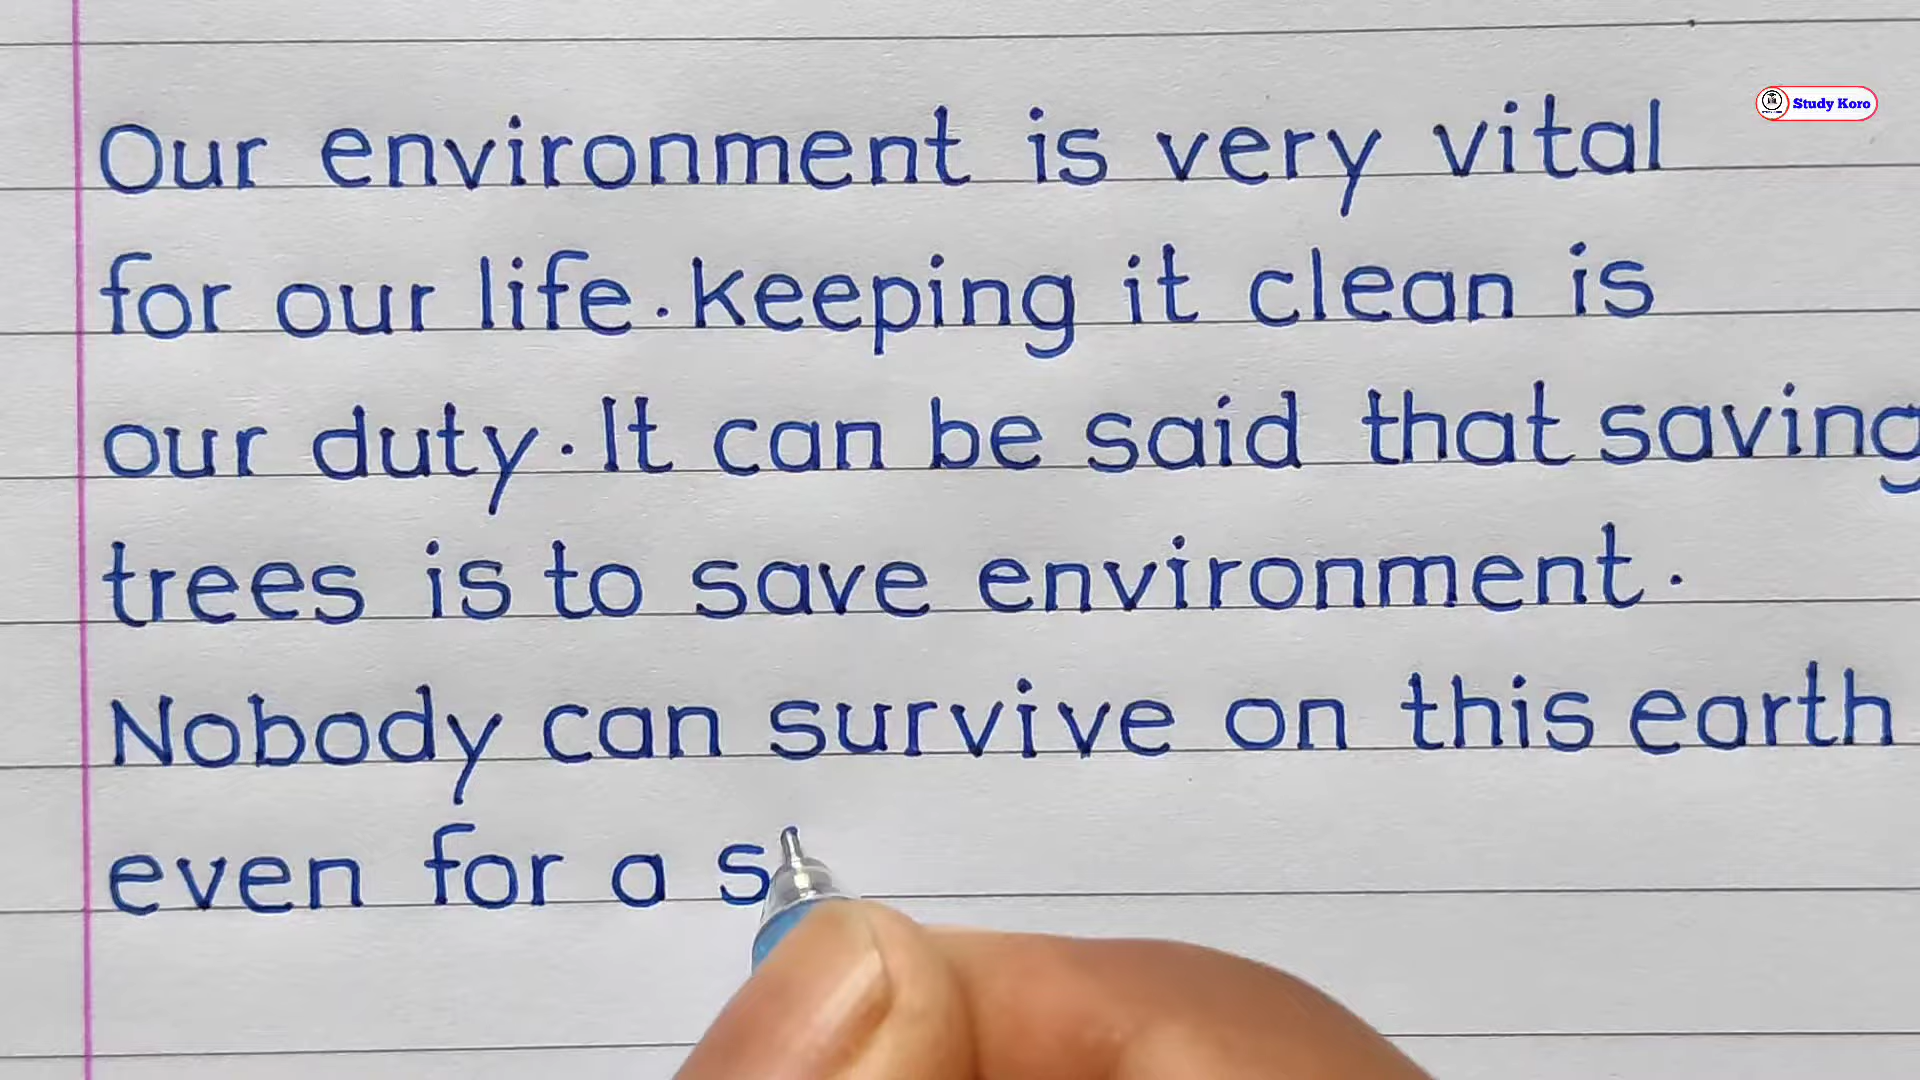 Our environment is very vital
Study Koro
for our life. keeping it clean is
our duty. It can be said that saving
trees is to save environment.
Nobody can survive on this earth
even for a s